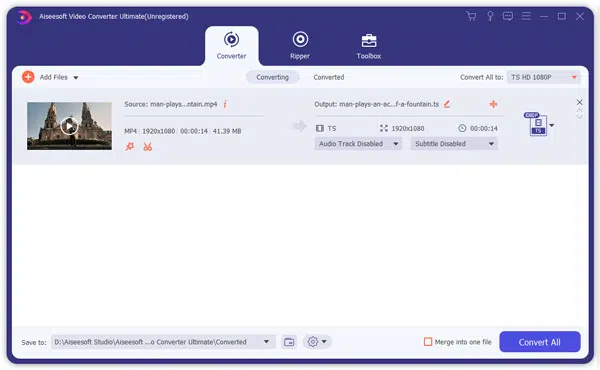 Aiseesoft Video Converter Ultimate(Unregistered)
Converter
Ripper
Toolbox
Add Files
Converting
Converted
Convert All to:
TS HD 1080P
Source: man-plays...ntain.mp4
Output: man-plays-an-ac...f-a-fountain.ts
MP4 1920x1080 00:00:14 41.39 MB
TS
1920x1080
00:00:14
Audio Track Disabled
Subtitle Disabled
1080P
TS
Save to:
D:\Aiseesoft Studio\Aiseesoft ...o Converter Ultimate\Converted
Merge into one file
Convert All